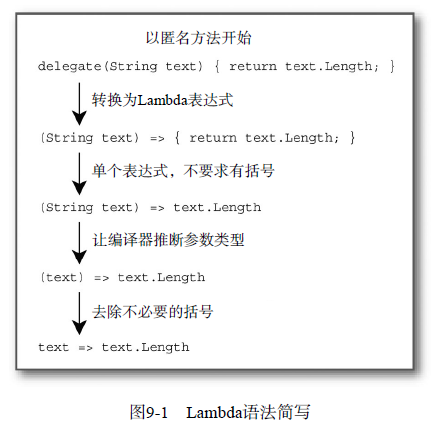 以匿名方法开始
delegate(String text) { return text.Length; }
转换为Lambda表达式
(String text) => { return text.Length; }
单个表达式，不要求有括号
(String text) => text.Length
让编译器推断参数类型
(text) => text.Length
去除不必要的括号
text => text.Length
图9-1 Lambda语法简写